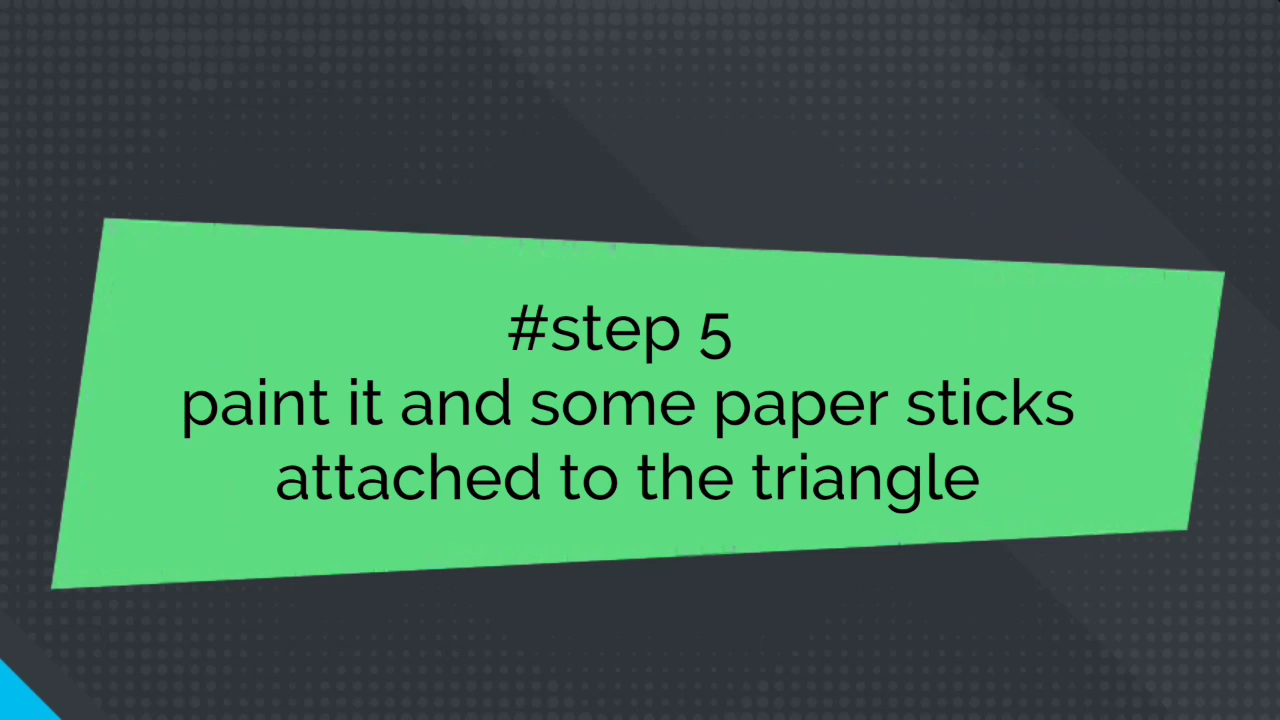 #step 5
paint it and some paper sticks
attached to the triangle